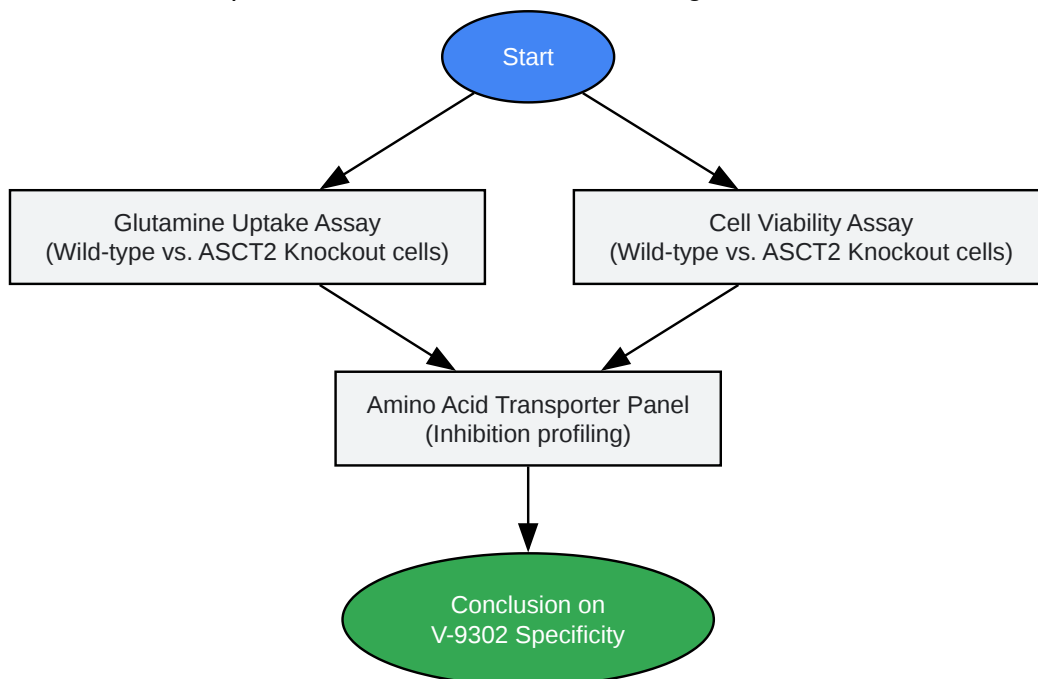 Start
Glutamine Uptake Assay
(Wild-type vs. ASCT2 Knockout cells)
Cell Viability Assay
(Wild-type vs. ASCT2 Knockout cells)
Amino Acid Transporter Panel
(Inhibition profiling)
Conclusion on
V-9302 Specificity